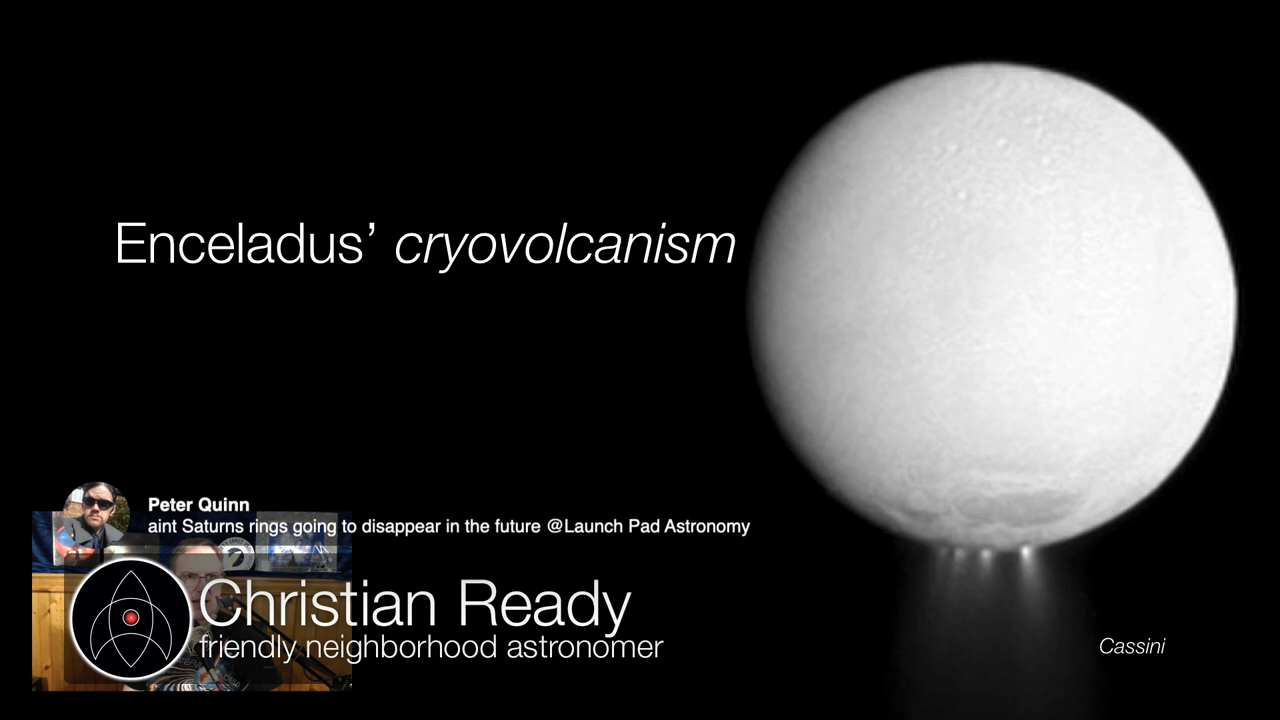 Enceladus’ cryovolcanism
Peter Quinn
aint Saturns rings going to disappear in the future @Launch Pad Astronomy
Christian Ready
friendly neighborhood astronomer
Cassini